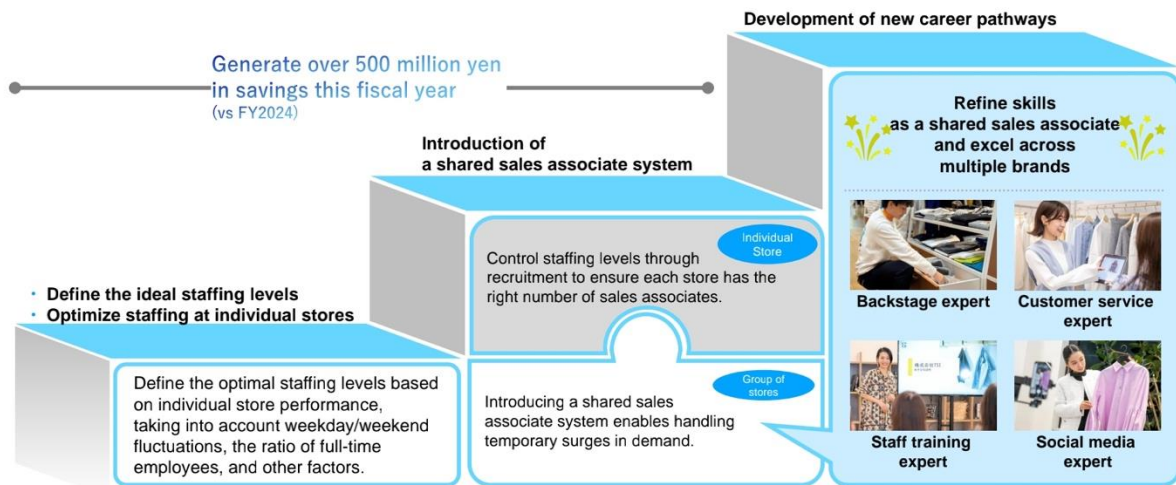 Development of new career pathways
Generate over 500 million yen
in savings this fiscal year
(vs FY2024)
Introduction of
a shared sales associate system
・ Define the ideal staffing levels
・ Optimize staffing at individual stores
Define the optimal staffing levels based
on individual store performance,
taking into account weekday/weekend
fluctuations, the ratio of full-time
employees, and other factors.
Individual
Store
Control staffing levels through
recruitment to ensure each store has the
right number of sales associates.
Group of
stores
Introducing a shared sales
associate system enables handling
temporary surges in demand.
Refine skills
as a shared sales associate
and excel across
multiple brands
Backstage expert
Customer service
expert
Staff training
expert
Social media
expert